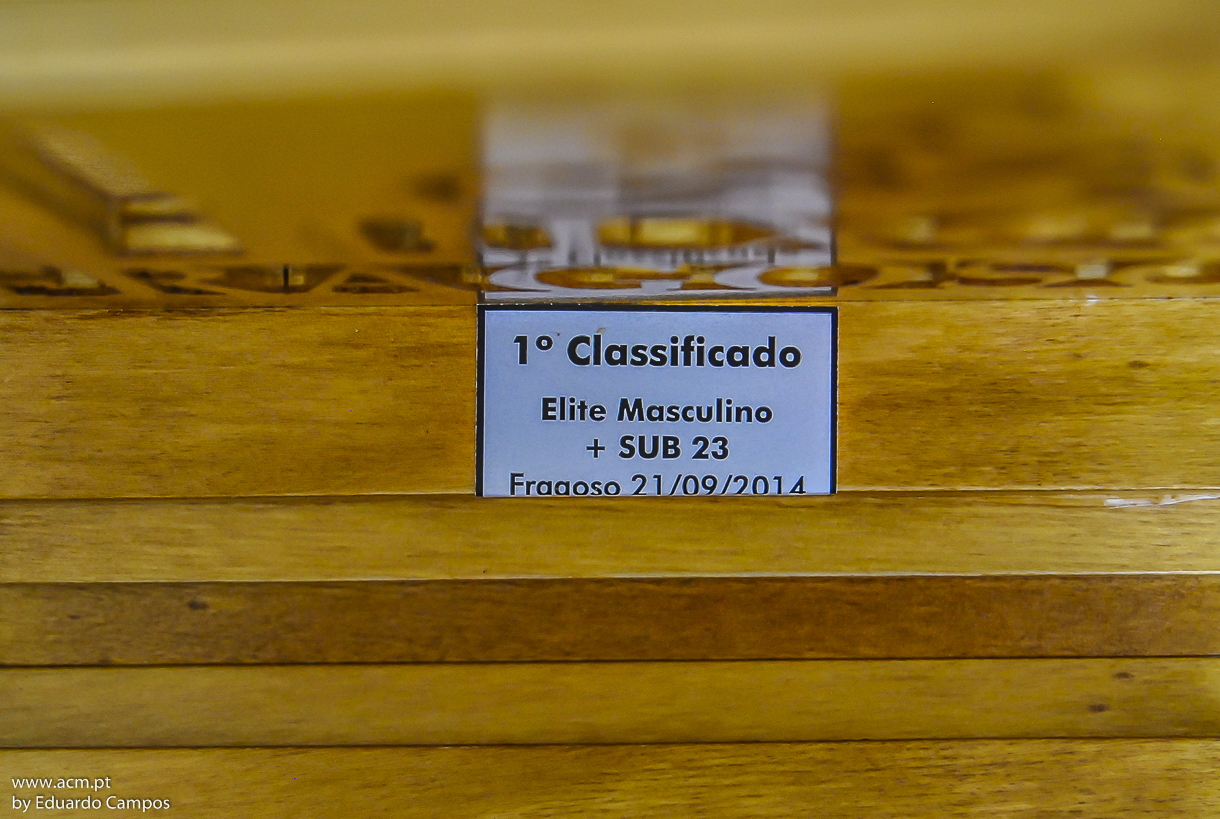 1º Classificado
Elite Masculino
+ SUB 23
Fragoso 21/09/2014
www.acm.pt
by Eduardo Campos